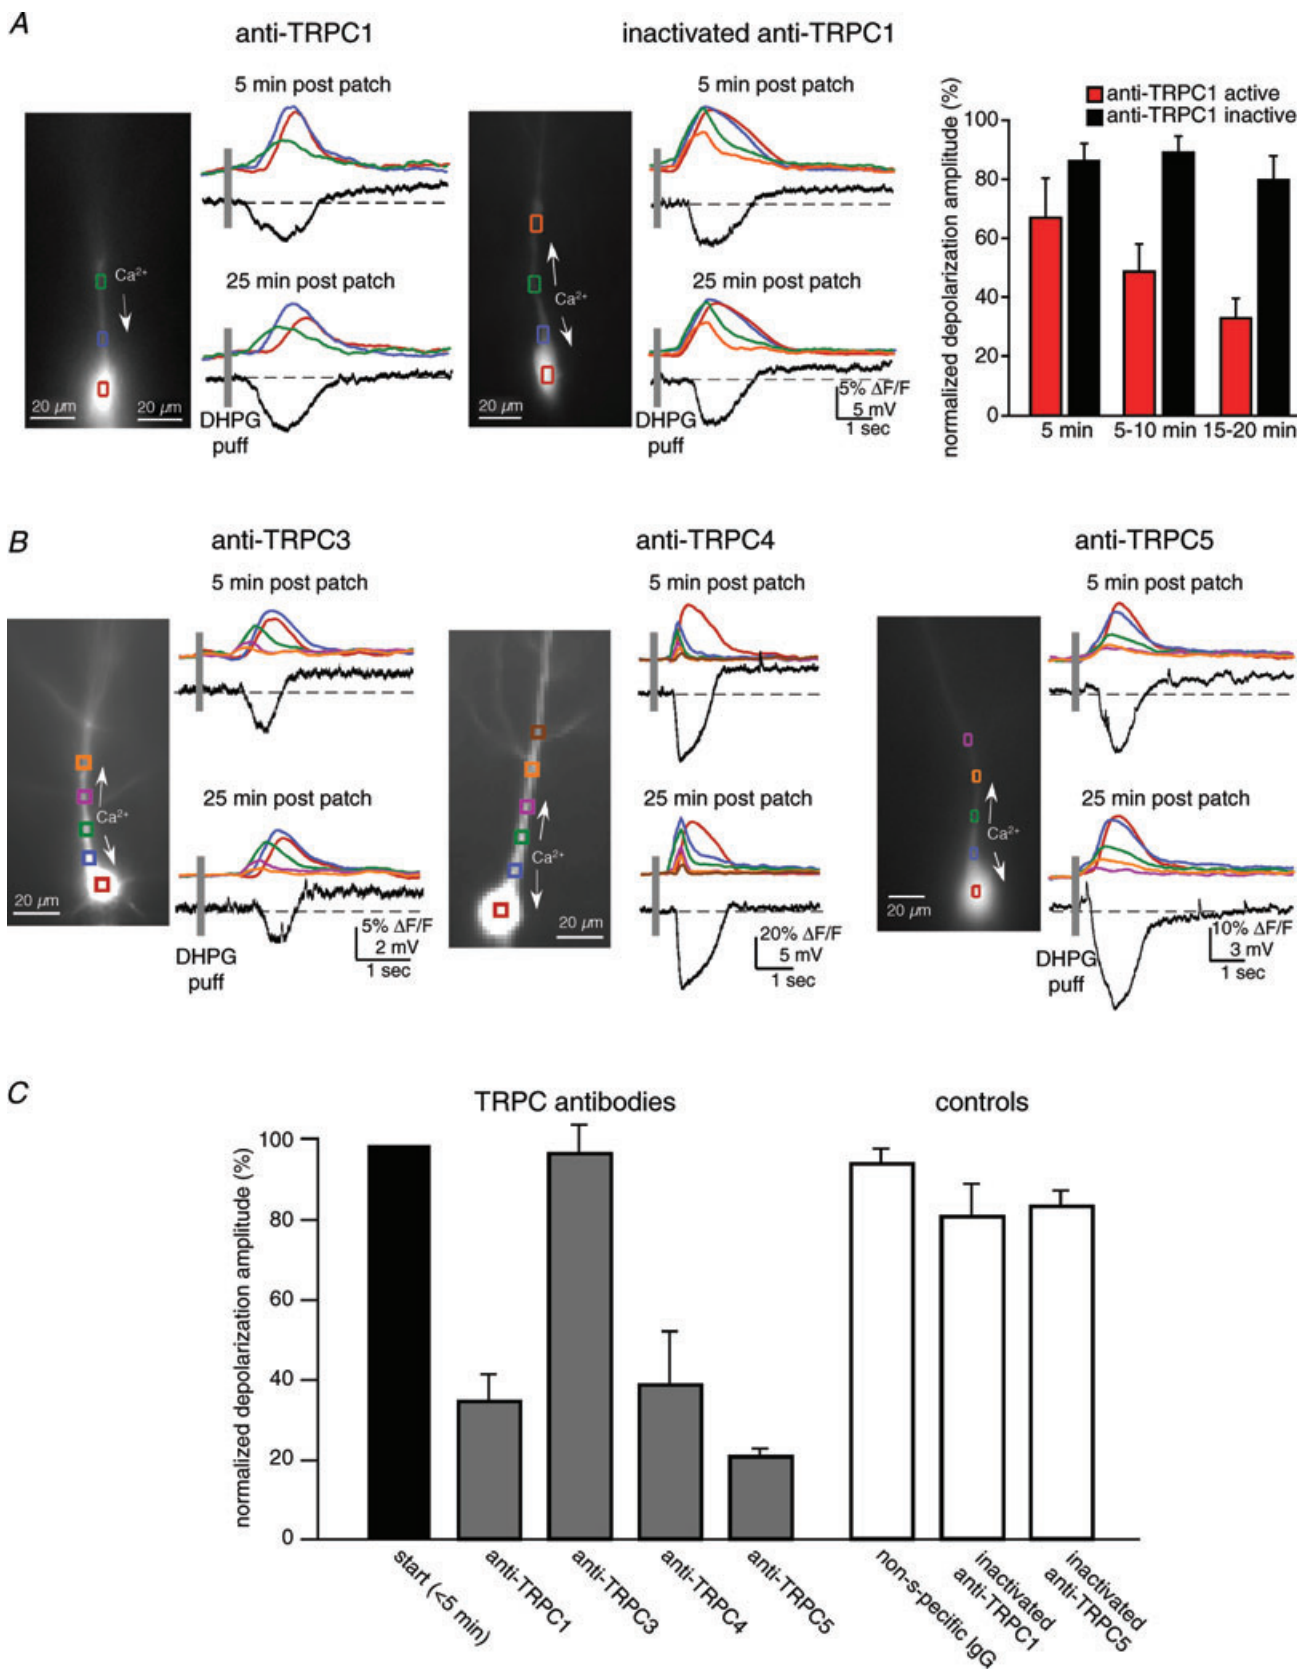 A
anti-TRPC1
inactivated anti-TRPC1
5 min post patch
5 min post patch
25 min post patch
25 min post patch
Ca²⁺
Ca²⁺
20 µm
20 µm
20 µm
DHPG
puff
DHPG
puff
5% ΔF/F
5 mV
1 sec
anti-TRPC1 active
anti-TRPC1 inactive
normalized depolarization amplitude (%)
100
80
60
40
20
0
5 min
5-10 min
15-20 min
B
anti-TRPC3
anti-TRPC4
anti-TRPC5
5 min post patch
5 min post patch
5 min post patch
25 min post patch
25 min post patch
25 min post patch
Ca²⁺
Ca²⁺
Ca²⁺
20 µm
20 µm
20 µm
DHPG
puff
5% ΔF/F
2 mV
1 sec
20% ΔF/F
5 mV
1 sec
DHPG
puff
10% ΔF/F
3 mV
1 sec
C
TRPC antibodies
controls
normalized depolarization amplitude (%)
100
80
60
40
20
0
start (<5 min)
anti-TRPC1
anti-TRPC3
anti-TRPC4
anti-TRPC5
non-s-pecific IgG
inactivated
anti-TRPC1
inactivated
anti-TRPC5